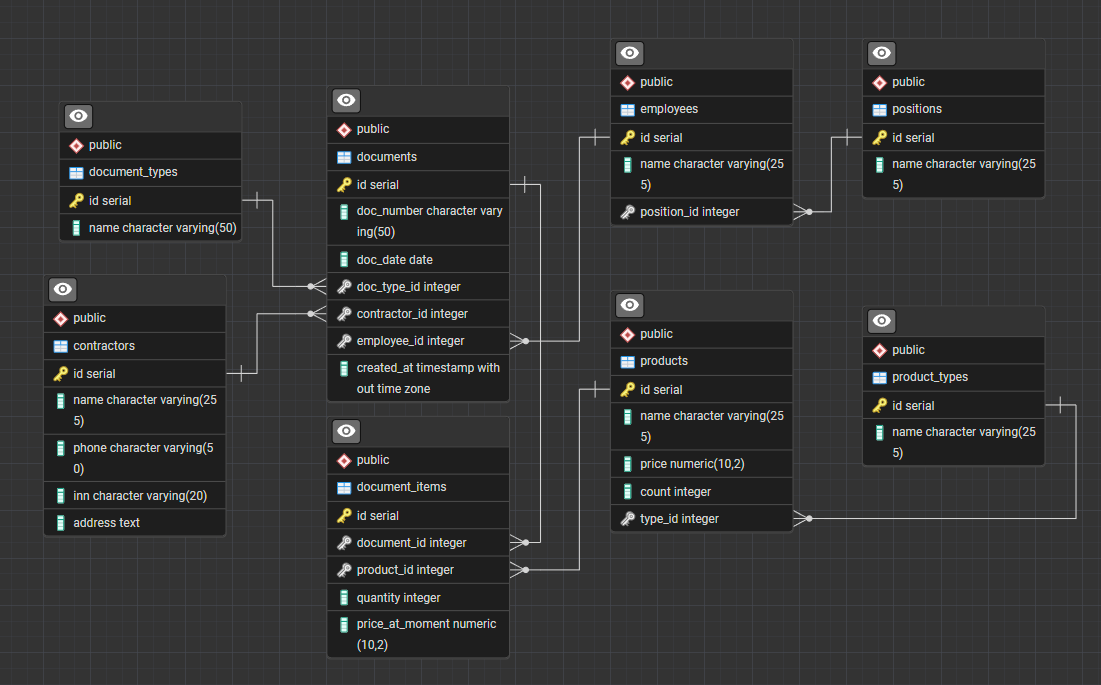 public
document_types
id serial
name character varying(50)
public
contractors
id serial
name character varying(25
5)
phone character varying(5
0)
inn character varying(20)
address text
public
documents
id serial
doc_number character vary
ing(50)
doc_date date
doc_type_id integer
contractor_id integer
employee_id integer
created_at timestamp with
out time zone
public
document_items
id serial
document_id integer
product_id integer
quantity integer
price_at_moment numeric
(10,2)
public
employees
id serial
name character varying(25
5)
position_id integer
public
products
id serial
name character varying(25
5)
price numeric(10,2)
count integer
type_id integer
public
positions
id serial
name character varying(25
5)
public
product_types
id serial
name character varying(25
5)